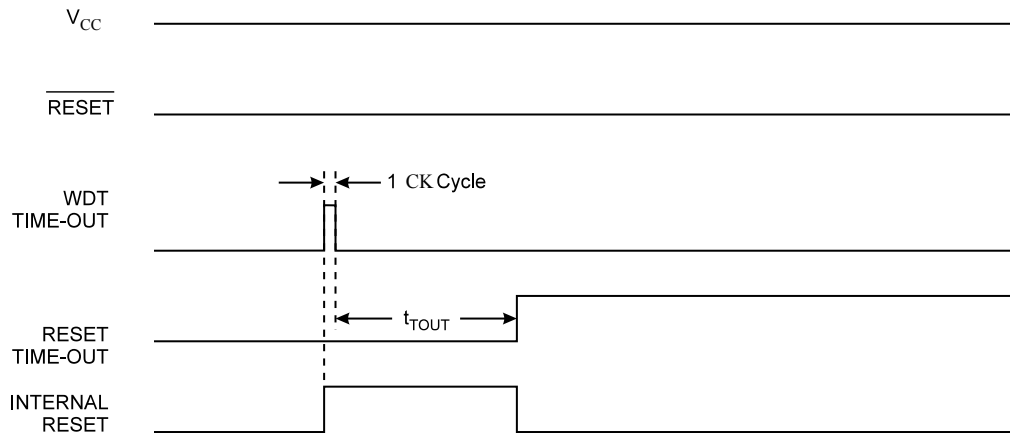 VCC
RESET
1 CK Cycle
WDT
TIME-OUT
tTOUT
RESET
TIME-OUT
INTERNAL
RESET